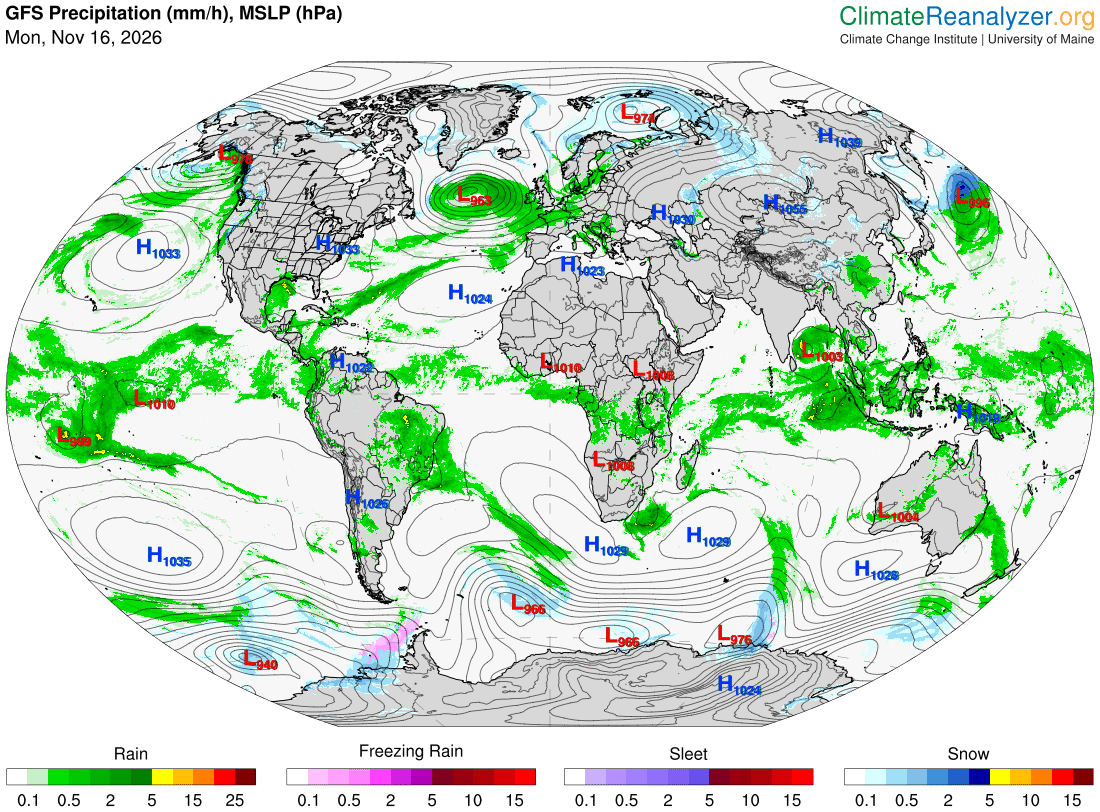 GFS Precipitation (mm/h), MSLP (hPa)
Mon, Nov 16, 2026
ClimateReanalyzer.org
Climate Change Institute | University of Maine
L974
H1039
L978
L963
H1055
L996
H1030
H1033
H1033
H1023
H1024
L1003
H1022
L1010
L1008
L1010
L999
L1008
H1026
L1004
H1035
H1029
H1029
H1028
L966
L966
L976
L940
H1024
Rain
Freezing Rain
Sleet
Snow
0.1 0.5 2 5 15 25
0.1 0.5 2 5 10 15
0.1 0.5 2 5 10 15
0.1 0.5 2 5 10 15